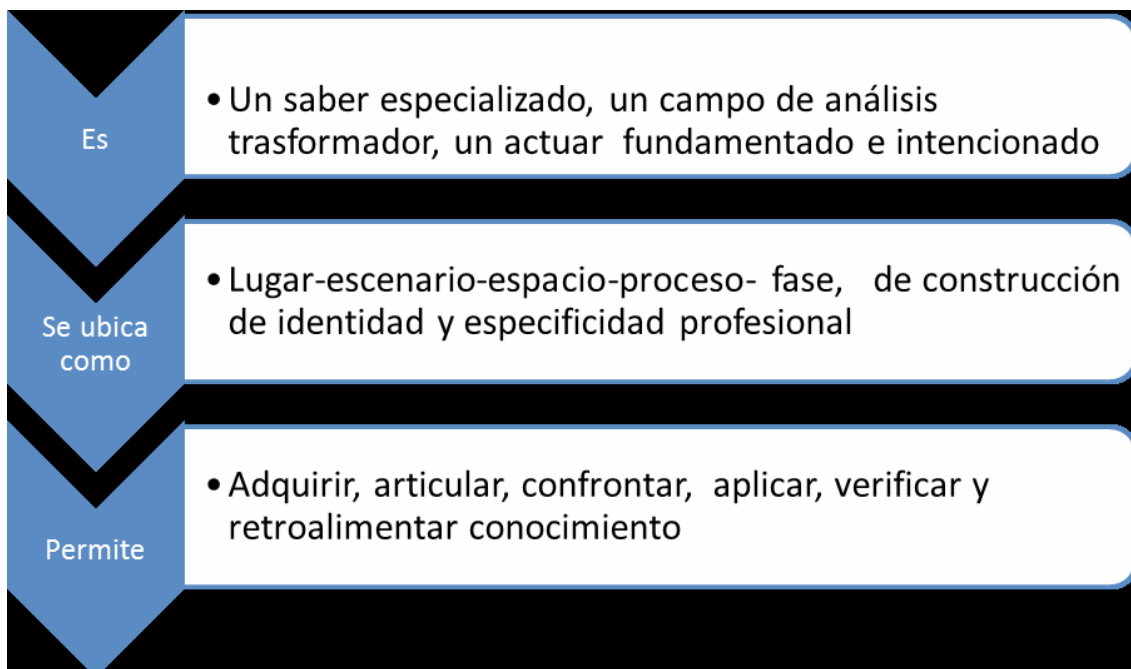 Es
• Un saber especializado, un campo de análisis
trasformador, un actuar fundamentado e intencionado
Se ubica
como
• Lugar-escenario-espacio-proceso- fase, de construcción
de identidad y especificidad profesional
Permite
• Adquirir, articular, confrontar, aplicar, verificar y
retroalimentar conocimiento